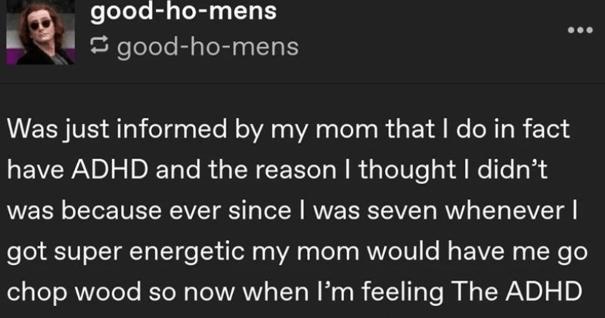 good-ho-mens
good-ho-mens
Was just informed by my mom that I do in fact
have ADHD and the reason I thought I didn’t
was because ever since I was seven whenever I
got super energetic my mom would have me go
chop wood so now when I’m feeling The ADHD